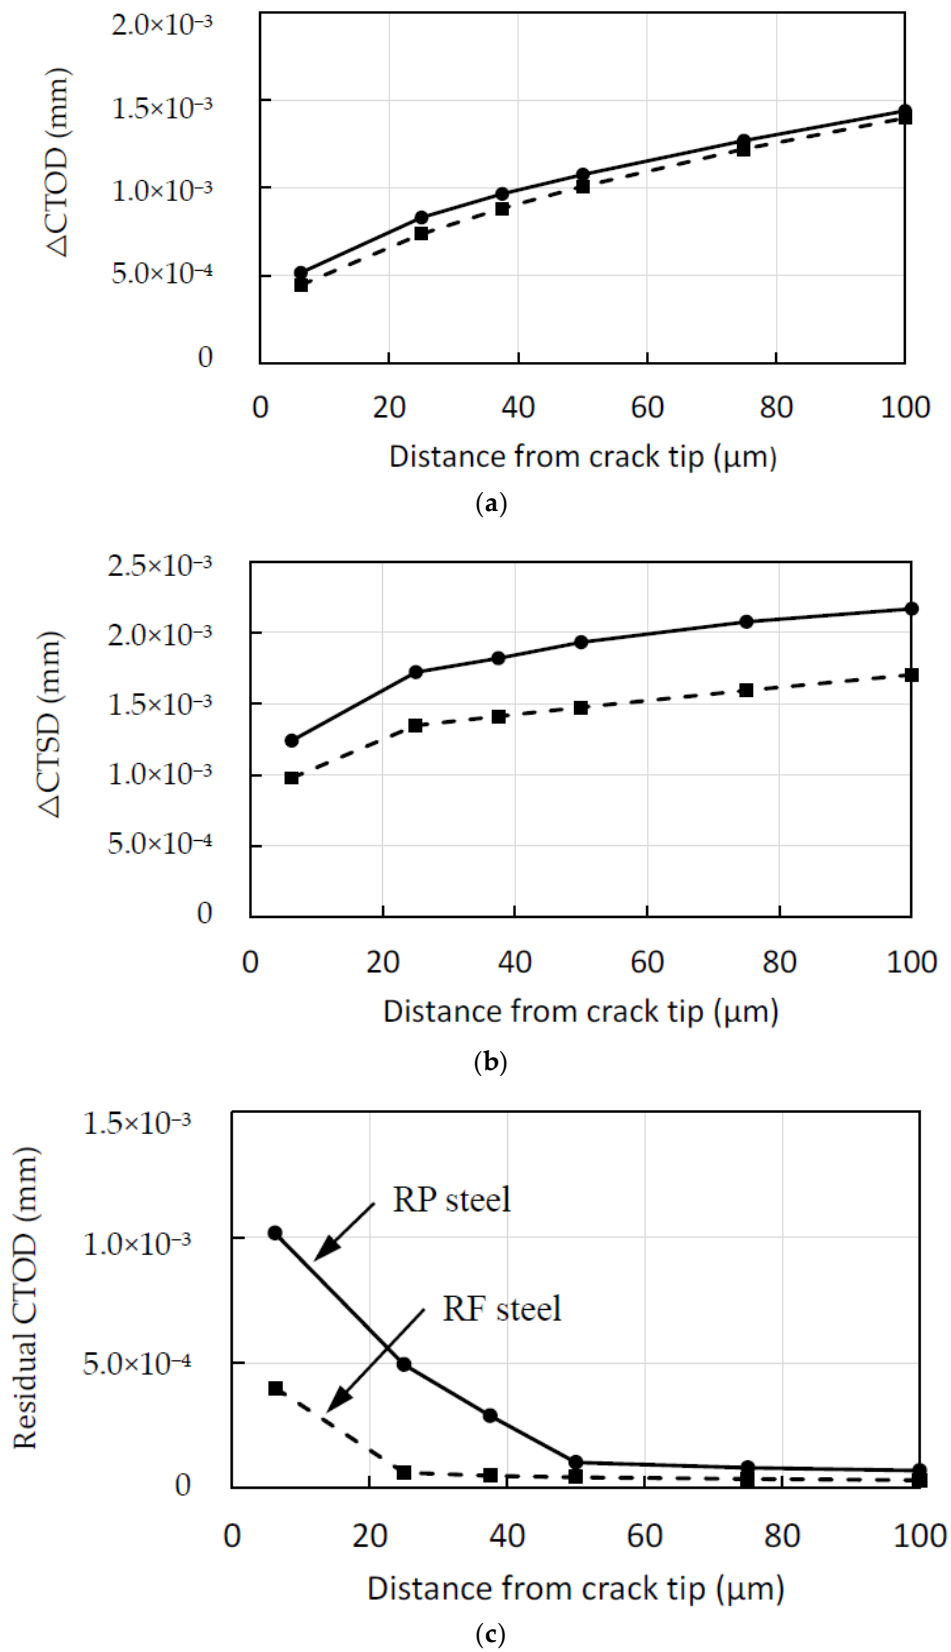 2.0×10⁻³
1.5×10⁻³
1.0×10⁻³
5.0×10⁻⁴
0
△CTOD (mm)
0 20 40 60 80 100
Distance from crack tip (μm)
(a)
2.5×10⁻³
2.0×10⁻³
1.5×10⁻³
1.0×10⁻³
5.0×10⁻⁴
0
△CTSD (mm)
0 20 40 60 80 100
Distance from crack tip (μm)
(b)
1.5×10⁻³
1.0×10⁻³
5.0×10⁻⁴
0
Residual CTOD (mm)
RP steel
RF steel
0 20 40 60 80 100
Distance from crack tip (μm)
(c)